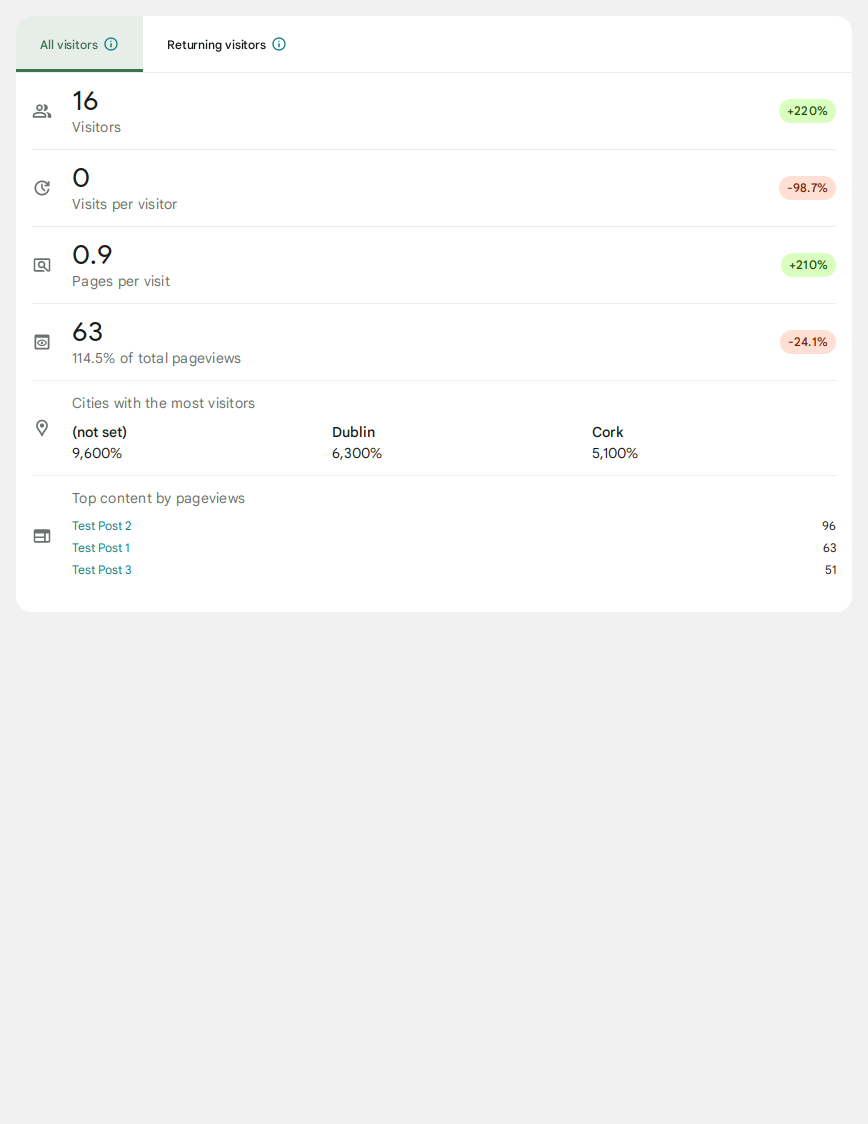 All visitors
Returning visitors
16
Visitors
+220%
0
Visits per visitor
-98.7%
0.9
Pages per visit
+210%
63
114.5% of total pageviews
-24.1%
Cities with the most visitors
(not set) Dublin Cork
9,600% 6,300% 5,100%
Top content by pageviews
Test Post 2 96
Test Post 1 63
Test Post 3 51